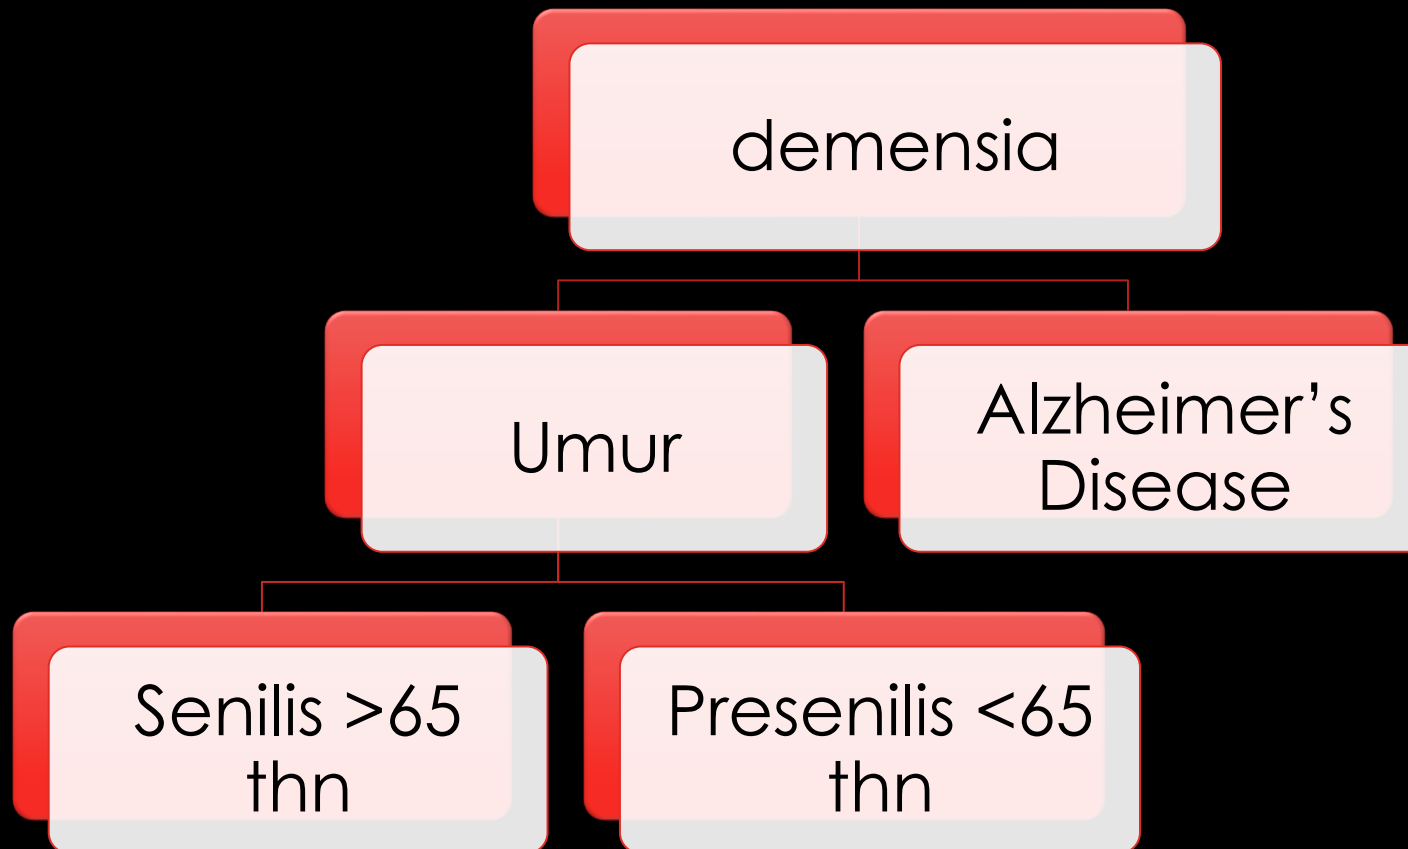 demensia
Umur
Alzheimer’s
Disease
Senilis >65
thn
Presenilis <65
thn